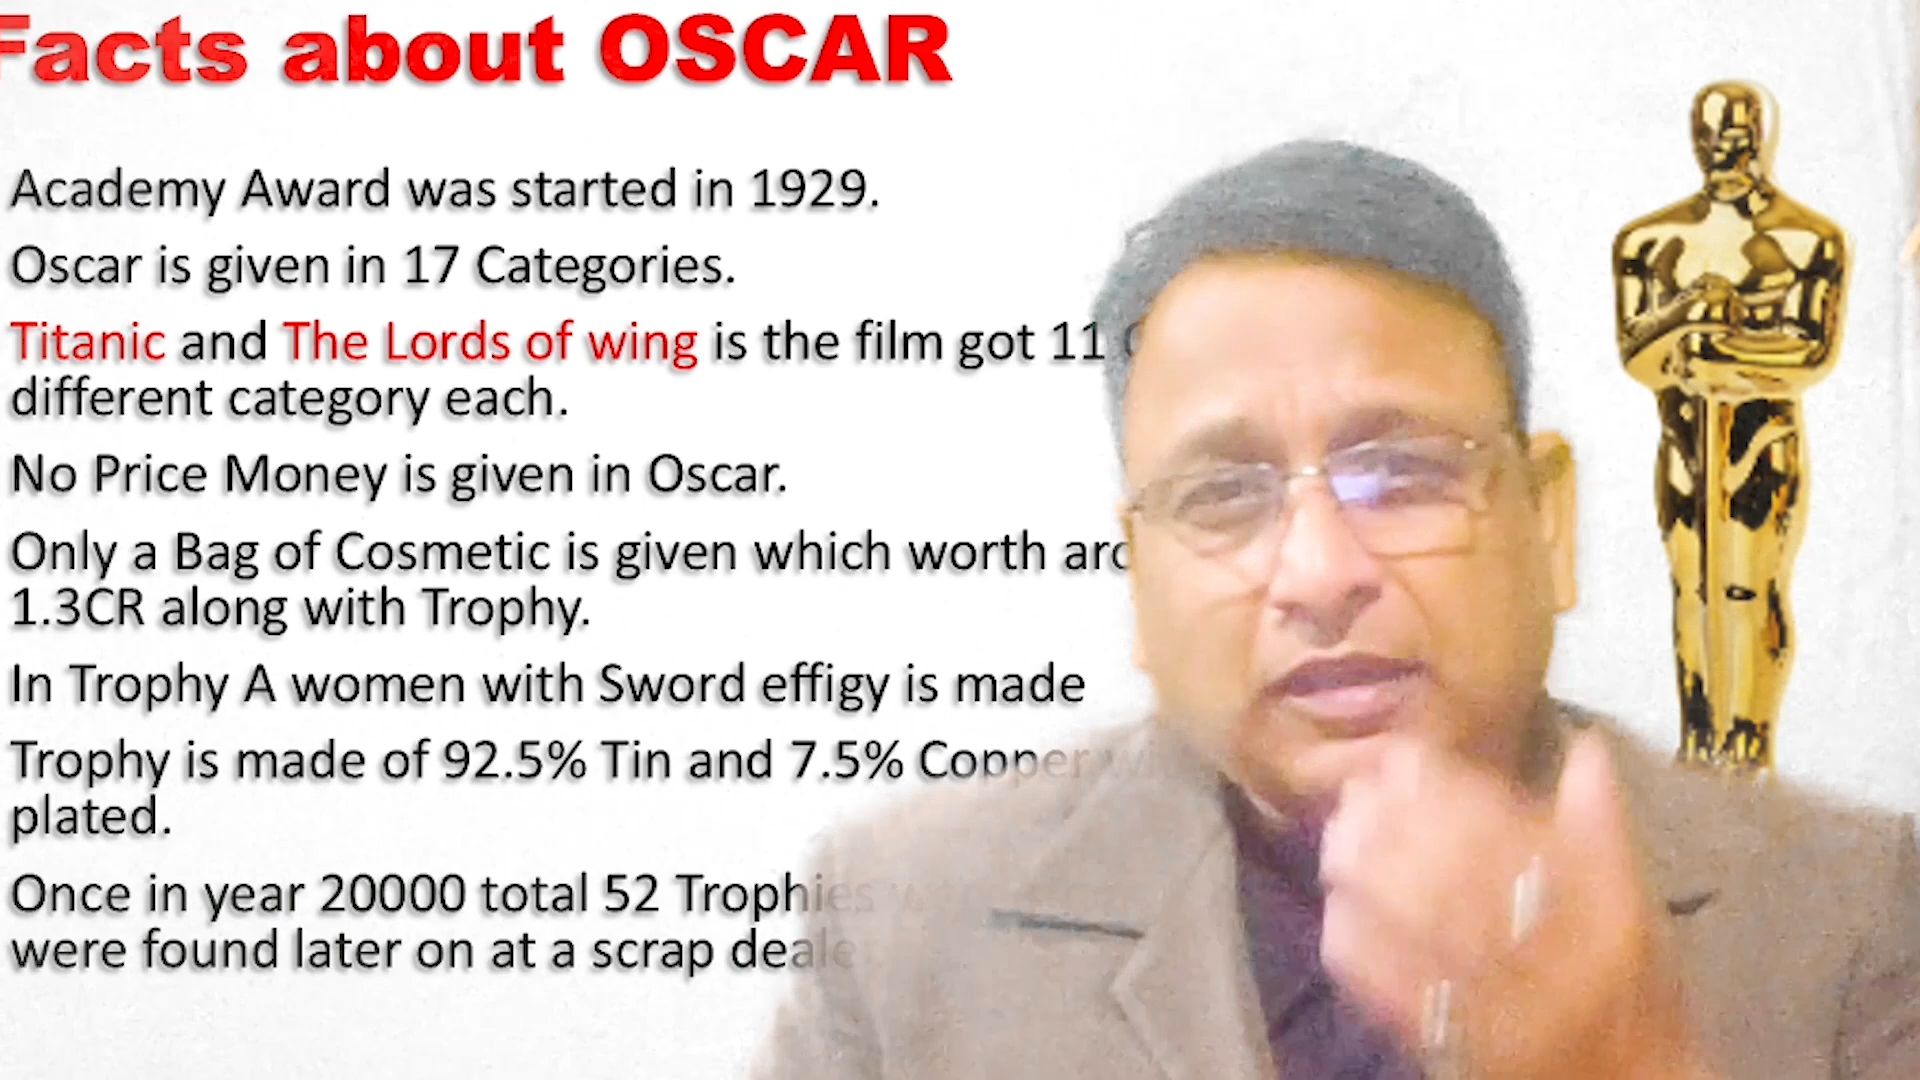 Facts about OSCAR
Academy Award was started in 1929.
Oscar is given in 17 Categories.
Titanic and The Lords of wing is the film got 11
different category each.
No Price Money is given in Oscar.
Only a Bag of Cosmetic is given which worth
1.3CR along with Trophy.
In Trophy A women with Sword effigy is made
Trophy is made of 92.5% Tin and 7.5% Copper
plated.
Once in year 20000 total 52 Trophies
were found later on at a scrap